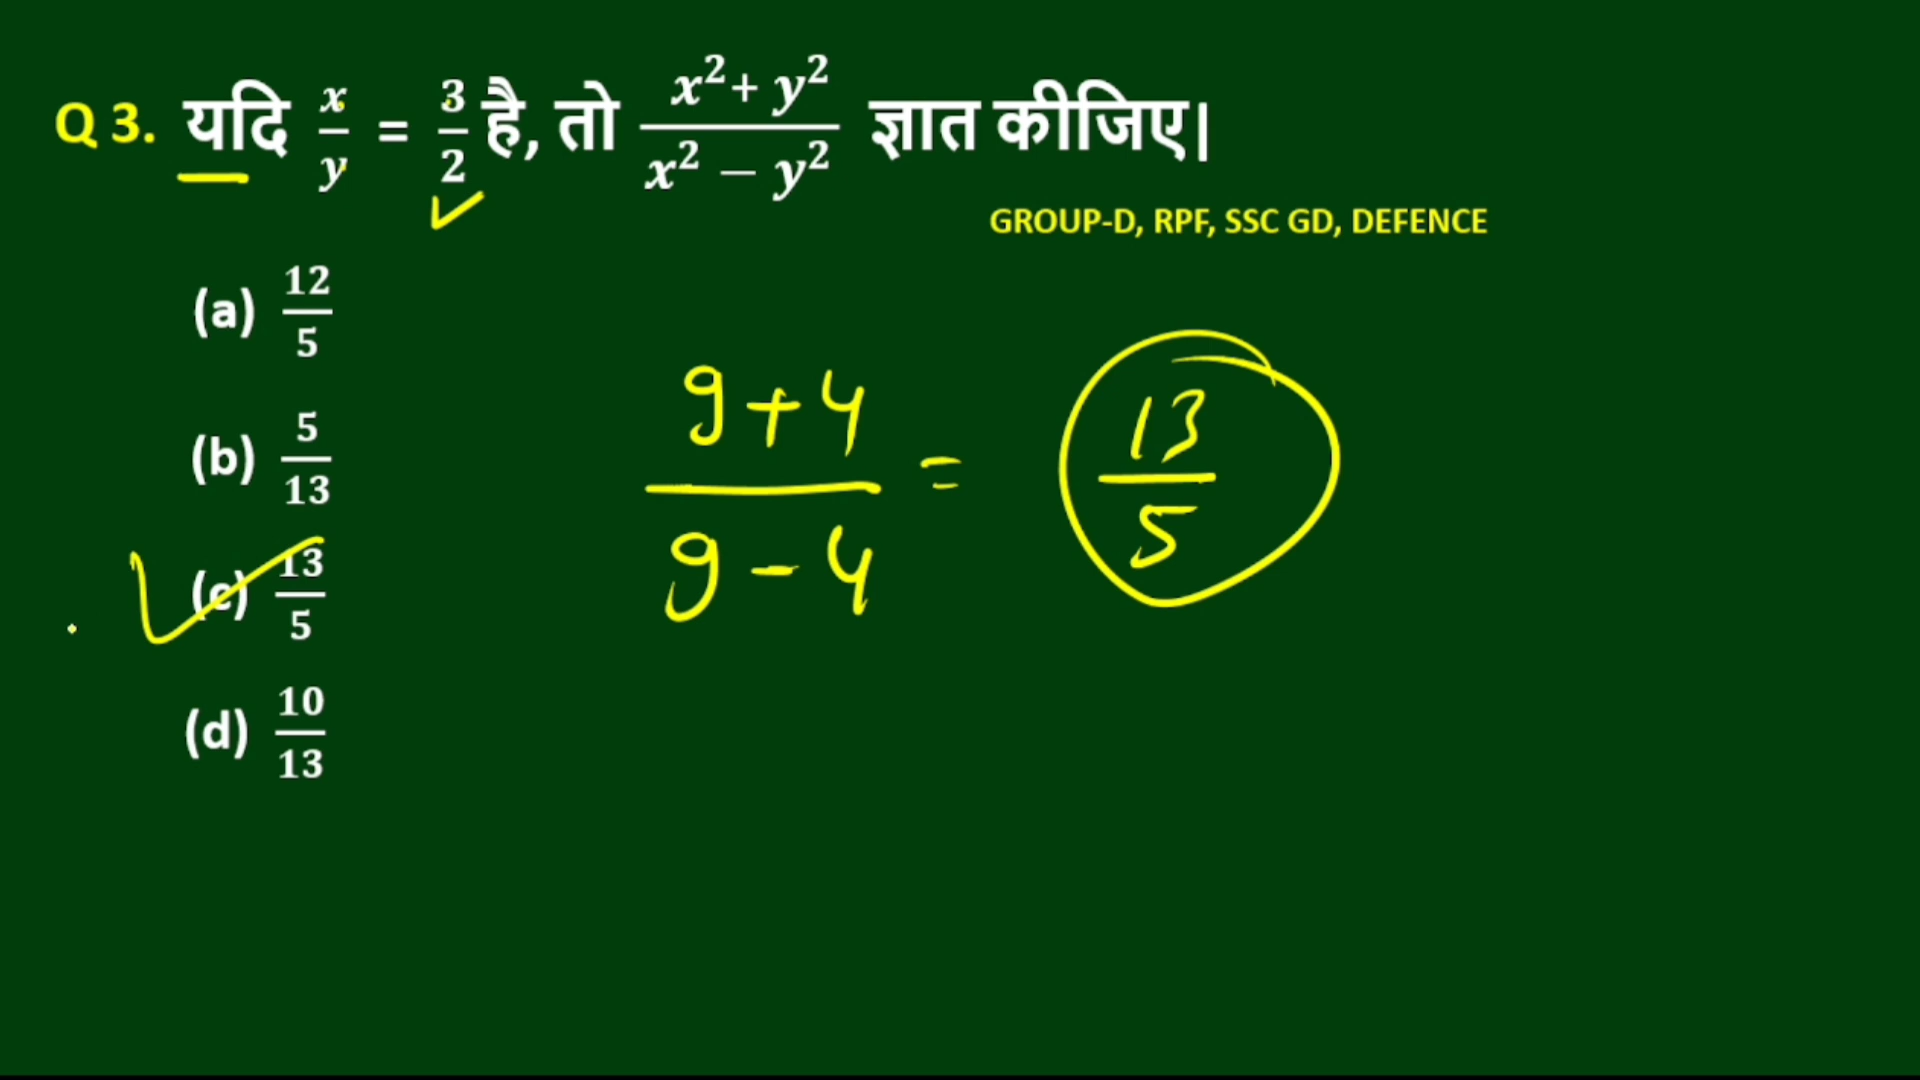 Q 3. यदि x/y = 3/2 है, तो (x² + y²)/(x² − y²) ज्ञात कीजिए।
GROUP-D, RPF, SSC GD, DEFENCE
(a) 12/5
(b) 5/13
(c) 13/5
(d) 10/13
(9+4)/(9-4) = 13/5